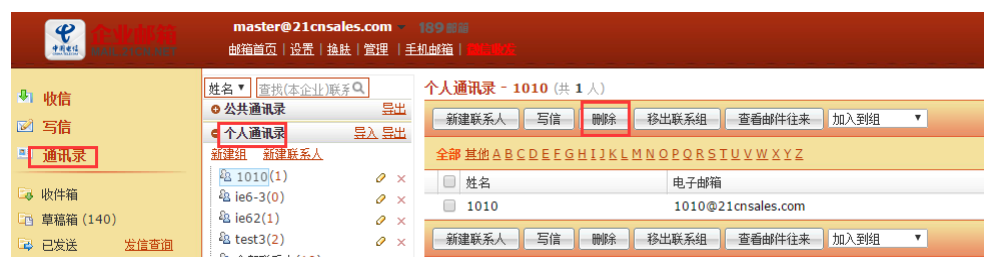 中国电信
企业邮箱
master@21cnsales.com
189邮箱
邮箱首页 | 设置 | 换肤 | 管理 | 手机邮箱 |
收信
写信
通讯录
收件箱
草稿箱 (140)
已发送 发信查询
姓名 查找(本企业)联系
公共通讯录 导出
个人通讯录 导入 导出
新建组 新建联系人
1010(1)
ie6-3(0)
ie62(1)
test3(2)
个人通讯录 - 1010 (共 1 人)
新建联系人 写信 删除 移出联系组 查看邮件往来 加入到组
全部 其他 A B C D E F G H I J K L M N O P Q R S T U V W X Y Z
姓名 电子邮箱
1010 1010@21cnsales.com
新建联系人 写信 删除 移出联系组 查看邮件往来 加入到组